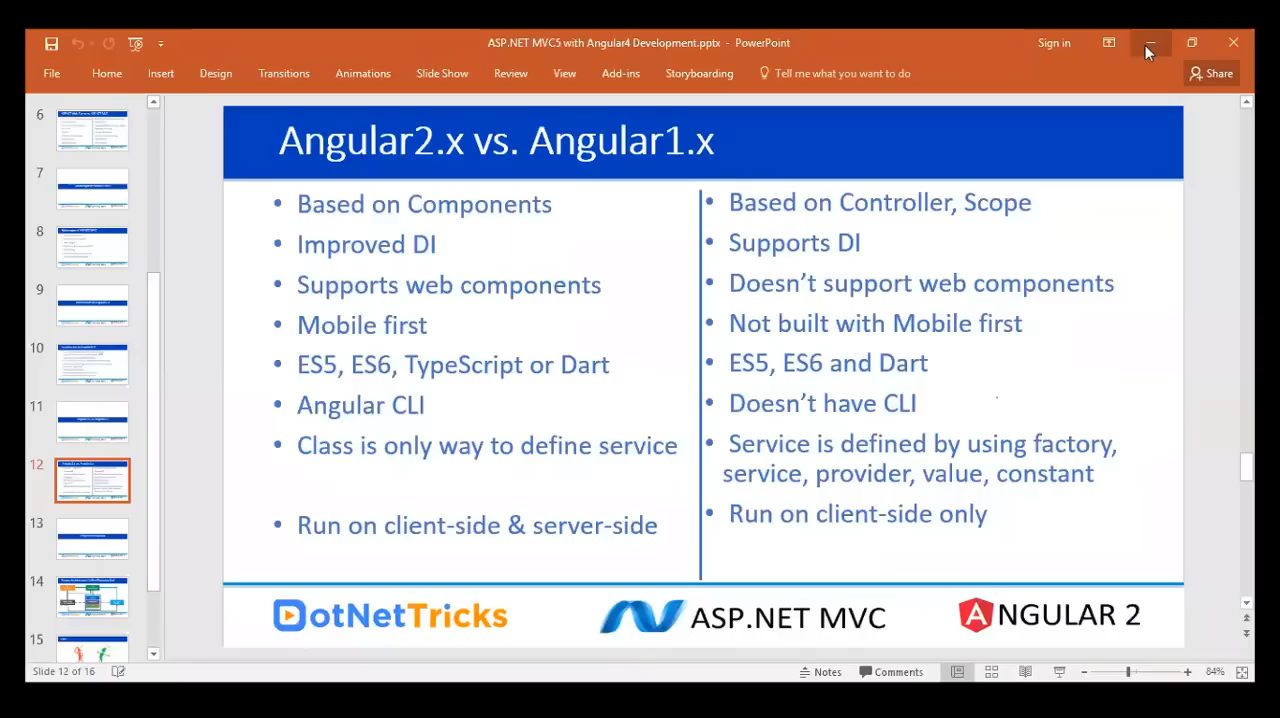 ASP.NET MVC5 with Angular4 Development.pptx - PowerPoint
Sign in
File Home Insert Design Transitions Animations Slide Show Review View Add-ins Storyboarding Tell me what you want to do
Share
6
7
8
9
10
11
12
13
14
15
Angular2.x vs. Angular1.x
• Based on Components
• Improved DI
• Supports web components
• Mobile first
• ES5, ES6, TypeScript or Dart
• Angular CLI
• Class is only way to define service
• Run on client-side & server-side
• Based on Controller, Scope
• Supports DI
• Doesn't support web components
• Not built with Mobile first
• ES5, ES6 and Dart
• Doesn't have CLI
• Service is defined by using factory,
service, provider, value, constant
• Run on client-side only
DotNetTricks
ASP.NET MVC
ANGULAR 2
Slide 12 of 16
Notes
Comments
84%